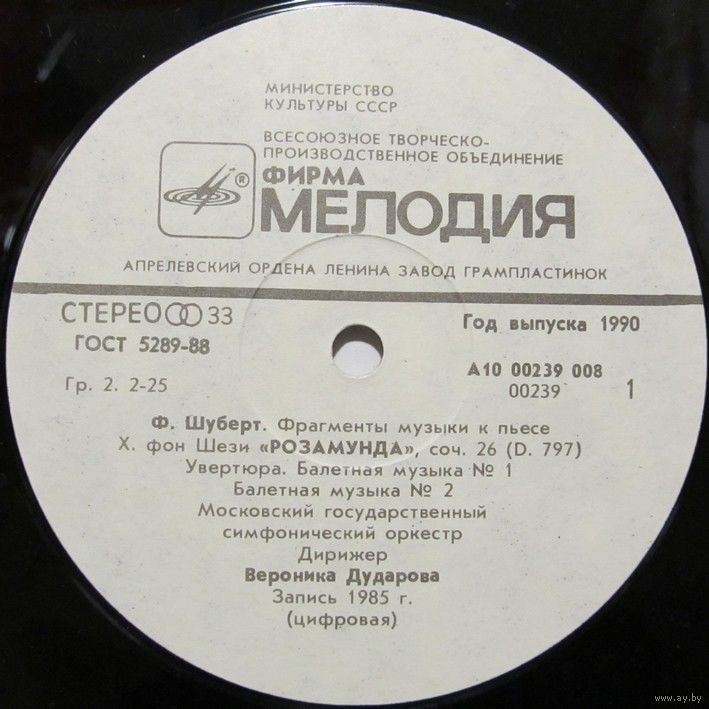 МИНИСТЕРСТВО
КУЛЬТУРЫ СССР
ВСЕСОЮЗНОЕ ТВОРЧЕСКО-
ПРОИЗВОДСТВЕННОЕ ОБЪЕДИНЕНИЕ
®
ФИРМА
МЕЛОДИЯ
АПРЕЛЕВСКИЙ ОРДЕНА ЛЕНИНА ЗАВОД ГРАМПЛАСТИНОК
СТЕРЕО 33
Год выпуска 1990
ГОСТ 5289-88
А10 00239 008
Гр. 2. 2-25
00239
1
Ф. Шуберт. Фрагменты музыки к пьесе
Х. фон Шези «РОЗАМУНДА», соч. 26 (D. 797)
Увертюра. Балетная музыка № 1
Балетная музыка № 2
Московский государственный
симфонический оркестр
Дирижер
Вероника Дударова
Запись 1985 г.
(цифровая)
www.ay.by